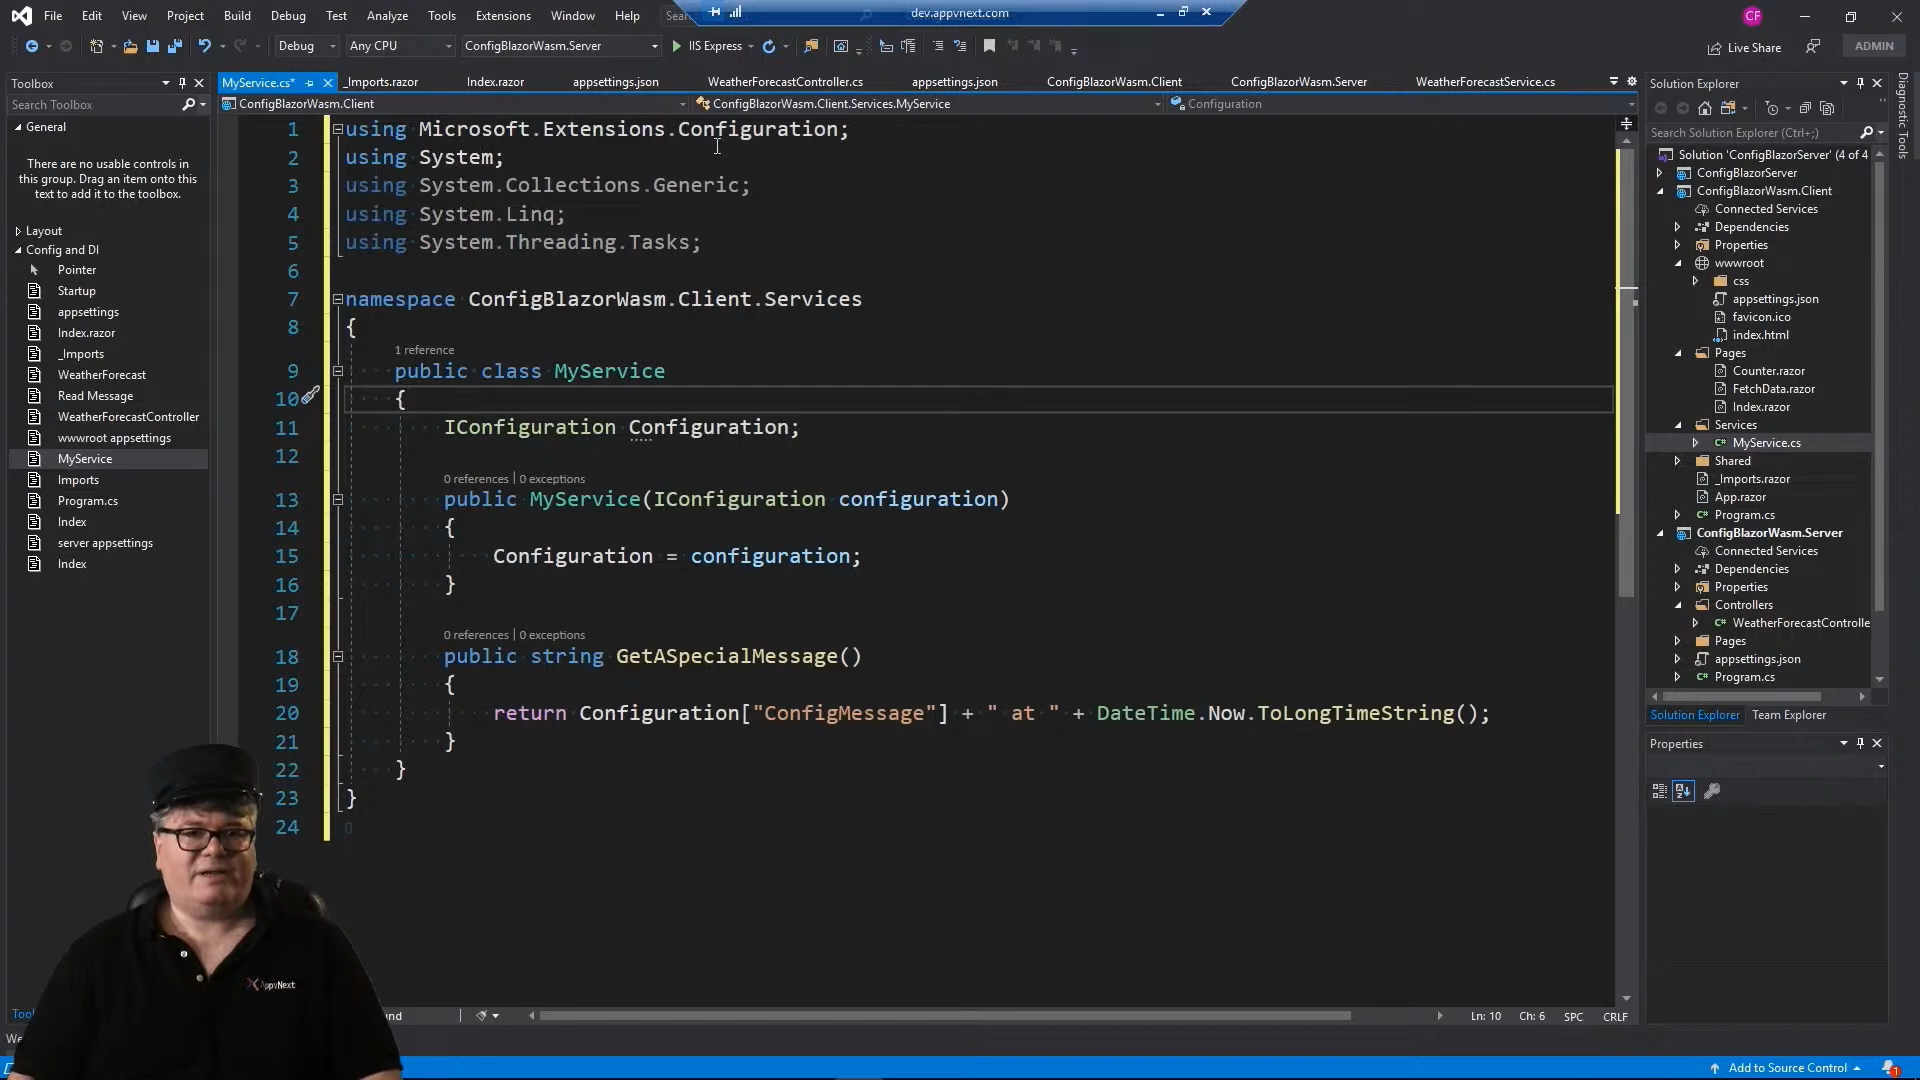 File Edit View Project Build Debug Test Analyze Tools Extensions Window Help Sear
dev.appvnext.com
CF
Debug Any CPU ConfigBlazorWasm.Server IIS Express
Live Share ADMIN
Toolbox
Search Toolbox
General
There are no usable controls in
this group. Drag an item onto this
text to add it to the toolbox.
Layout
Config and DI
Pointer
Startup
appsettings
Index.razor
_Imports
WeatherForecast
Read Message
WeatherForecastController
wwwroot appsettings
MyService
Imports
Program.cs
Index
server appsettings
Index
MyService.cs* _Imports.razor Index.razor appsettings.json WeatherForecastController.cs appsettings.json ConfigBlazorWasm.Client ConfigBlazorWasm.Server WeatherForecastService.cs
ConfigBlazorWasm.Client ConfigBlazorWasm.Client.Services.MyService Configuration
1 using Microsoft.Extensions.Configuration;
2 using System;
3 using System.Collections.Generic;
4 using System.Linq;
5 using System.Threading.Tasks;
6
7 namespace ConfigBlazorWasm.Client.Services
8 {
1 reference
9 public class MyService
10 {
11 IConfiguration Configuration;
12
0 references | 0 exceptions
13 public MyService(IConfiguration configuration)
14 {
15 Configuration = configuration;
16 }
17
0 references | 0 exceptions
18 public string GetASpecialMessage()
19 {
20 return Configuration["ConfigMessage"] + " at " + DateTime.Now.ToLongTimeString();
21 }
22 }
23 }
24
Ln: 10 Ch: 6 SPC CRLF
AppvNext
Solution Explorer
Search Solution Explorer (Ctrl+;)
Solution 'ConfigBlazorServer' (4 of 4
ConfigBlazorServer
ConfigBlazorWasm.Client
Connected Services
Dependencies
Properties
wwwroot
css
appsettings.json
favicon.ico
index.html
Pages
Counter.razor
FetchData.razor
Index.razor
Services
C# MyService.cs
Shared
_Imports.razor
App.razor
C# Program.cs
ConfigBlazorWasm.Server
Connected Services
Dependencies
Properties
Controllers
C# WeatherForecastControlle
Pages
appsettings.json
C# Program.cs
Solution Explorer Team Explorer
Properties
Diagnostic Tools
Add to Source Control
1